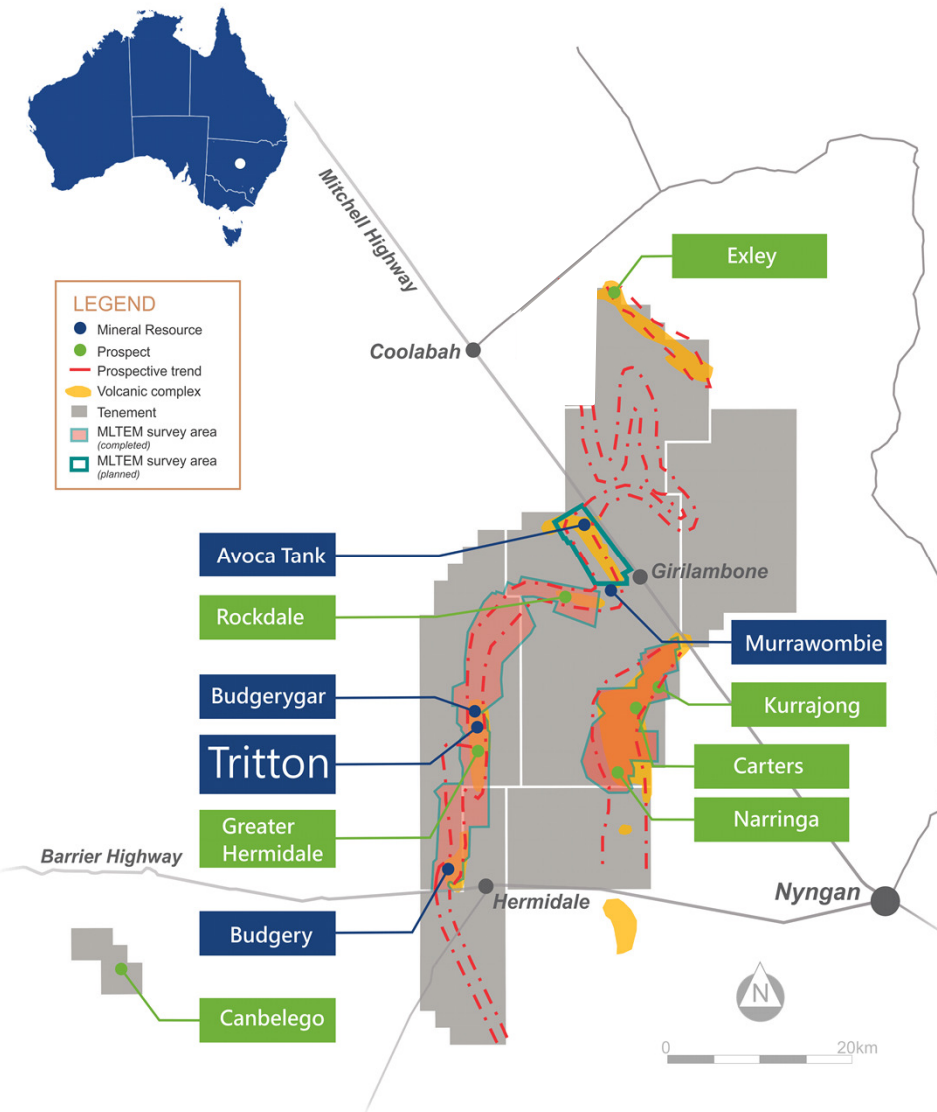 Mitchell Highway
Exley
LEGEND
Mineral Resource
Prospect
Prospective trend
Volcanic complex
Tenement
MLTEM survey area
(completed)
MLTEM survey area
(planned)
Coolabah
Avoca Tank
Girilambone
Rockdale
Murrawombie
Budgerygar
Kurrajong
Tritton
Carters
Greater
Hermidale
Narringa
Barrier Highway
Nyngan
Hermidale
Budgery
N
Canbelego
0
20km